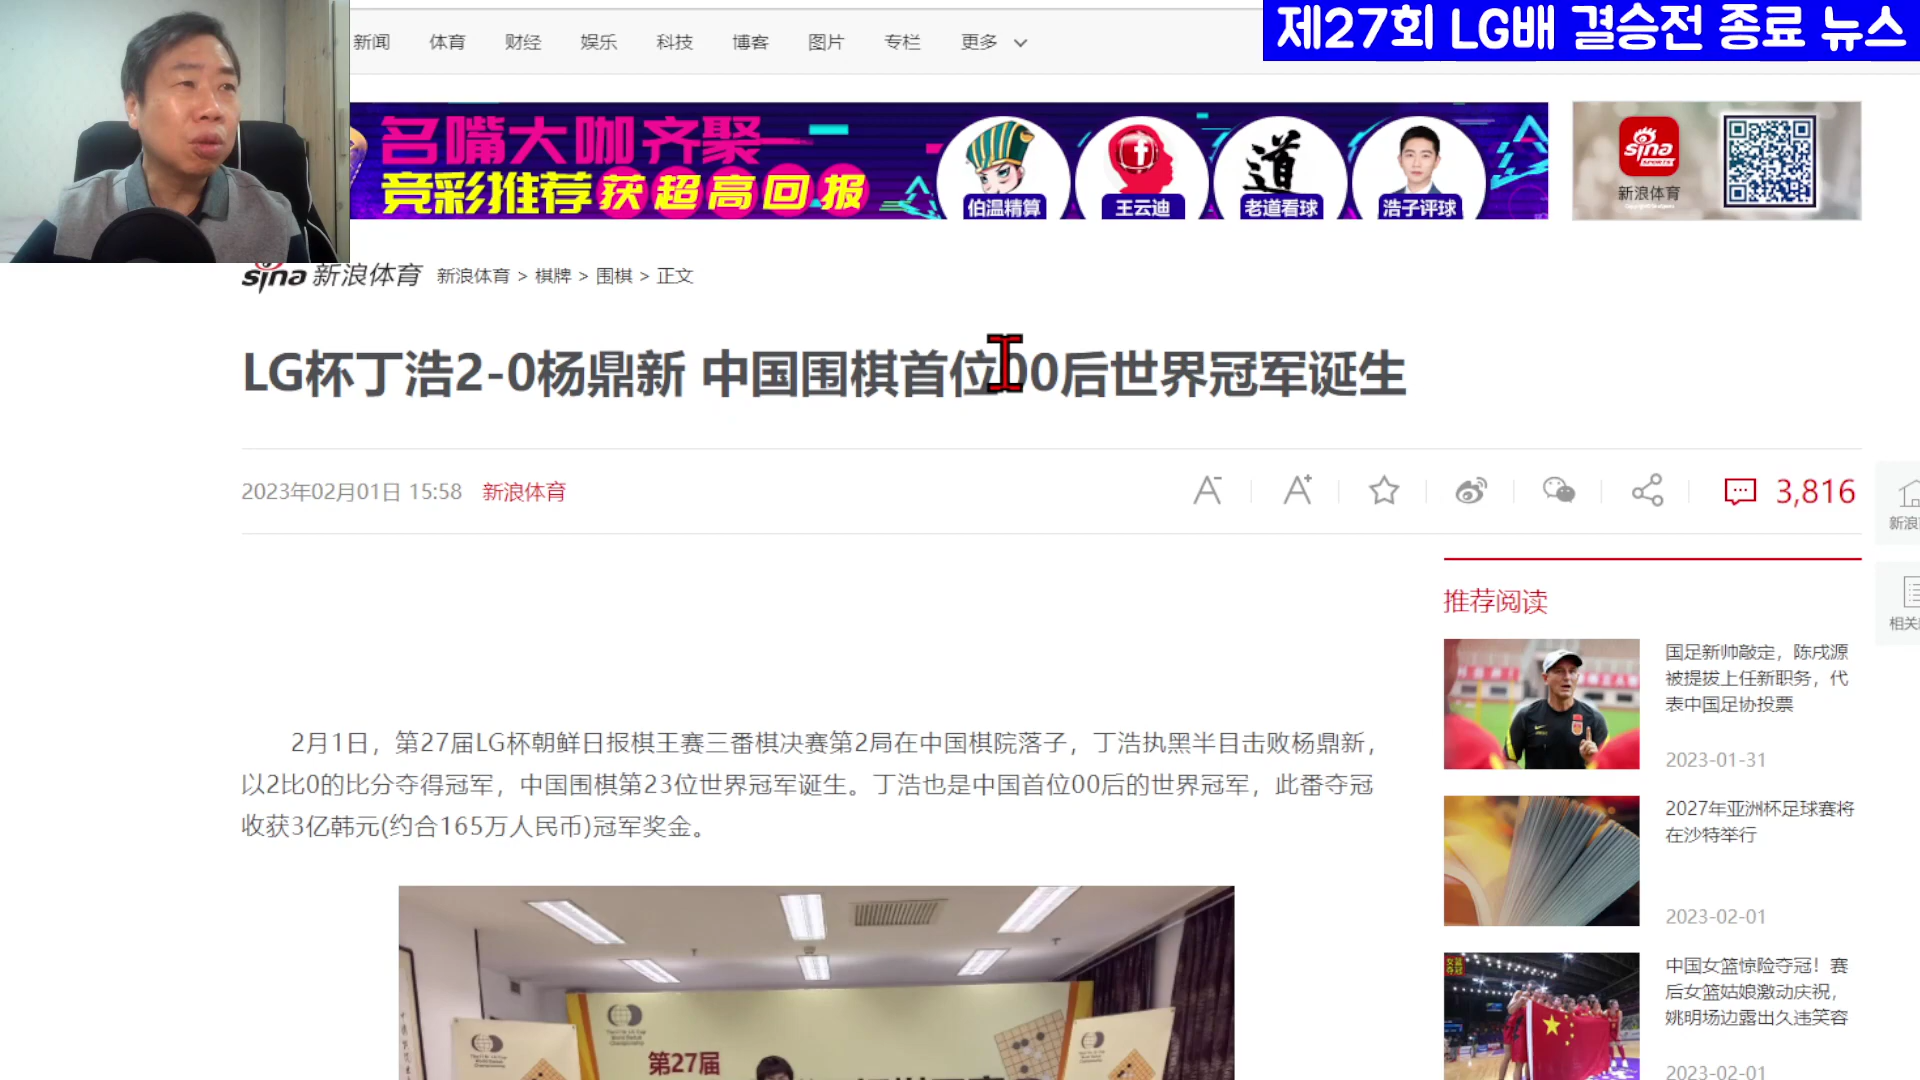 제27회 LG배 결승전 종료 뉴스
新闻 体育 财经 娱乐 科技 博客 图片 专栏 更多
名嘴大咖齐聚
竞彩推荐获超高回报
伯温精算 王云迪 老道看球 浩子评球
道
sina SPORTS
新浪体育
sina 新浪体育 新浪体育 > 棋牌 > 围棋 > 正文
LG杯丁浩2-0杨鼎新 中国围棋首位00后世界冠军诞生
2023年02月01日 15:58 新浪体育
3,816
新浪
相关
推荐阅读
国足新帅敲定，陈戌源
被提拔上任新职务，代
表中国足协投票
2023-01-31
2月1日，第27届LG杯朝鲜日报棋王赛三番棋决赛第2局在中国棋院落子，丁浩执黑半目击败杨鼎新，
以2比0的比分夺得冠军，中国围棋第23位世界冠军诞生。丁浩也是中国首位00后的世界冠军，此番夺冠
收获3亿韩元(约合165万人民币)冠军奖金。
2027年亚洲杯足球赛将
在沙特举行
2023-02-01
中国女篮惊险夺冠！赛
后女篮姑娘激动庆祝，
姚明场边露出久违笑容
2023-02-01
第27届